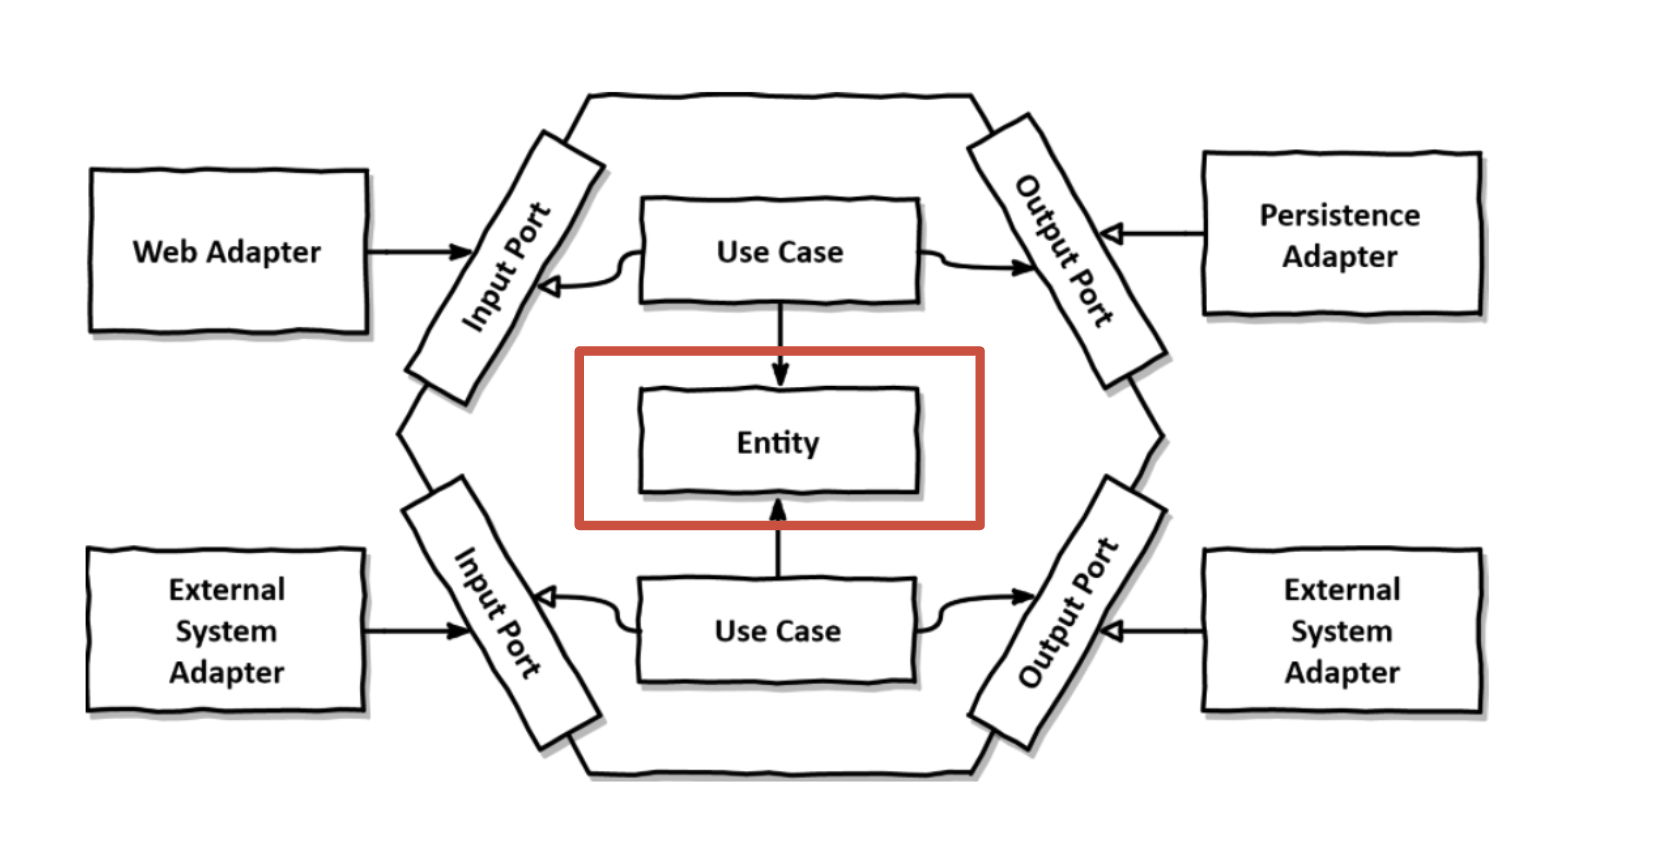 Web Adapter
Input Port
Use Case
Output Port
Persistence
Adapter
Entity
External
System
Adapter
Input Port
Use Case
Output Port
External
System
Adapter